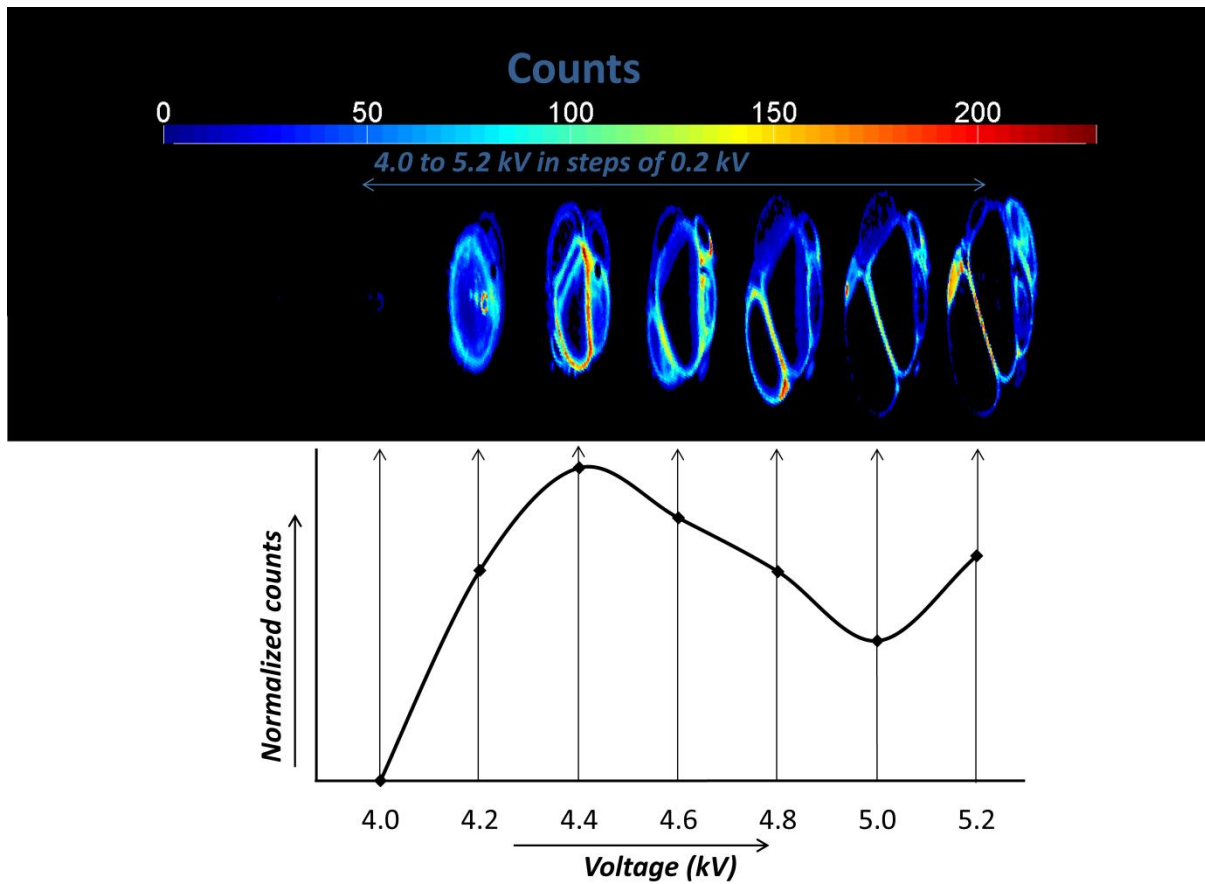 Counts
0 50 100 150 200
4.0 to 5.2 kV in steps of 0.2 kV
Normalized counts
4.0 4.2 4.4 4.6 4.8 5.0 5.2
Voltage (kV)